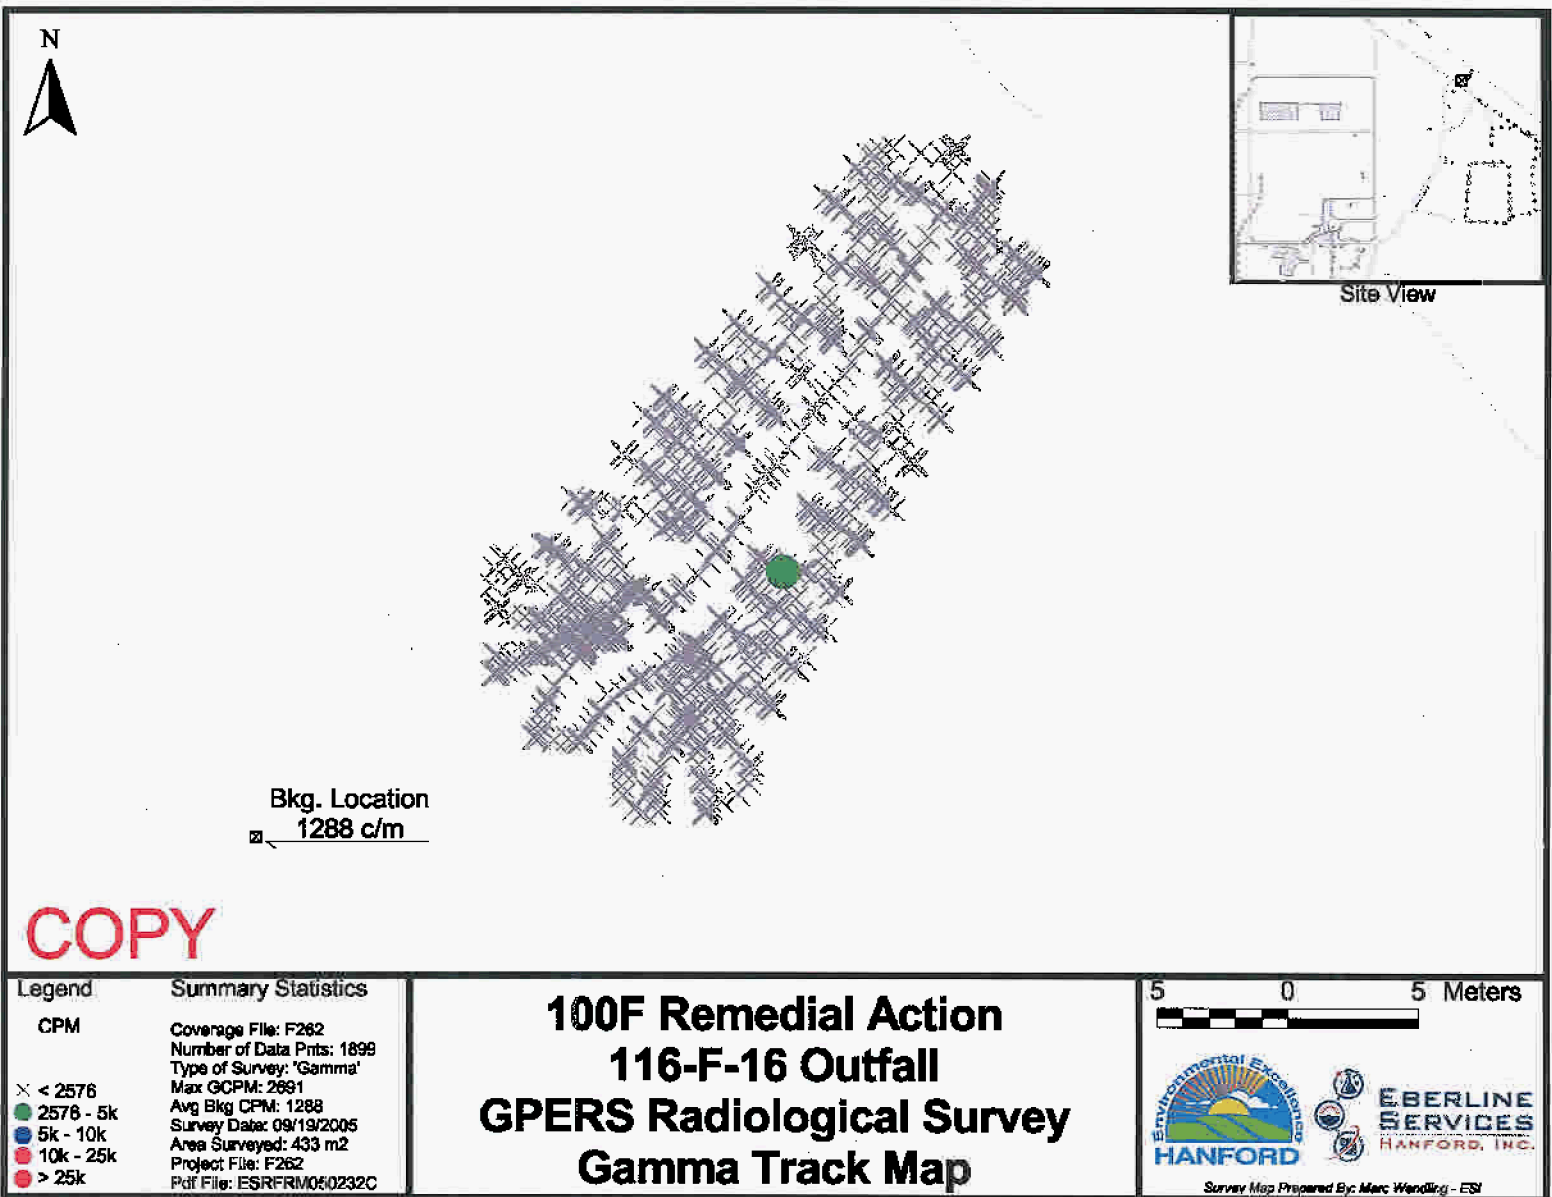 N
Site View
Bkg. Location
1288 c/m
COPY
Legend
CPM
< 2576
2576 - 5k
5k - 10k
10k - 25k
> 25k
Summary Statistics
Coverage File: F262
Number of Data Pnts: 1899
Type of Survey: 'Gamma'
Max GCPM: 2691
Avg Bkg CPM: 1288
Survey Date: 09/19/2005
Area Surveyed: 433 m2
Project File: F262
Pdf File: ESRFRM050232C
100F Remedial Action
116-F-16 Outfall
GPERS Radiological Survey
Gamma Track Map
5 0 5 Meters
Environmental Excellence
HANFORD
EBERLINE
SERVICES
HANFORD, INC.
Survey Map Prepared By: Marc Wendling - ESI